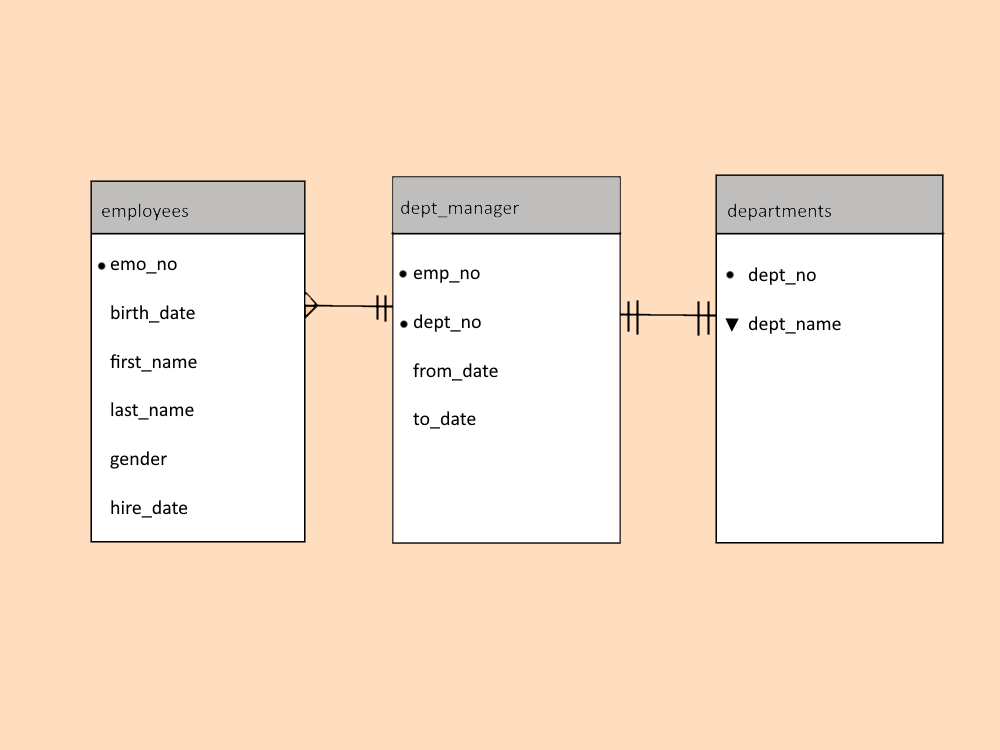 employees
emo_no
birth_date
first_name
last_name
gender
hire_date
dept_manager
emp_no
dept_no
from_date
to_date
departments
dept_no
dept_name